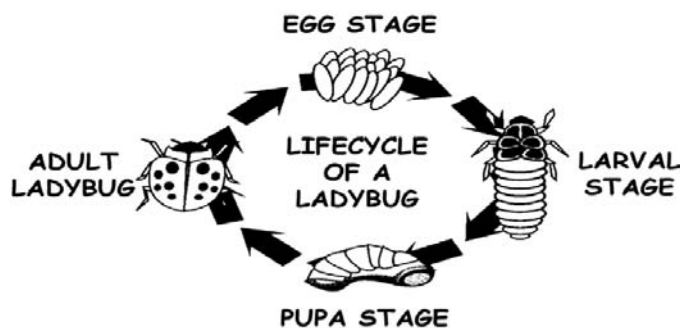 EGG STAGE
LIFECYCLE
OF A
LADYBUG
ADULT
LADYBUG
LARVAL
STAGE
PUPA STAGE